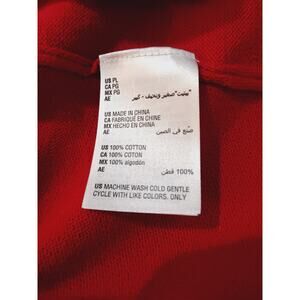 US PL
CA PG
MX PG
AE "بيتيت" صغير ونحيف - كبير
US MADE IN CHINA
CA FABRIQUÉ EN CHINE
MX HECHO EN CHINA
AE صنع في الصين
US 100% COTTON
CA 100% COTON
MX 100% algodón
AE 100% قطن
US MACHINE WASH COLD GENTLE
CYCLE WITH LIKE COLORS. ONLY